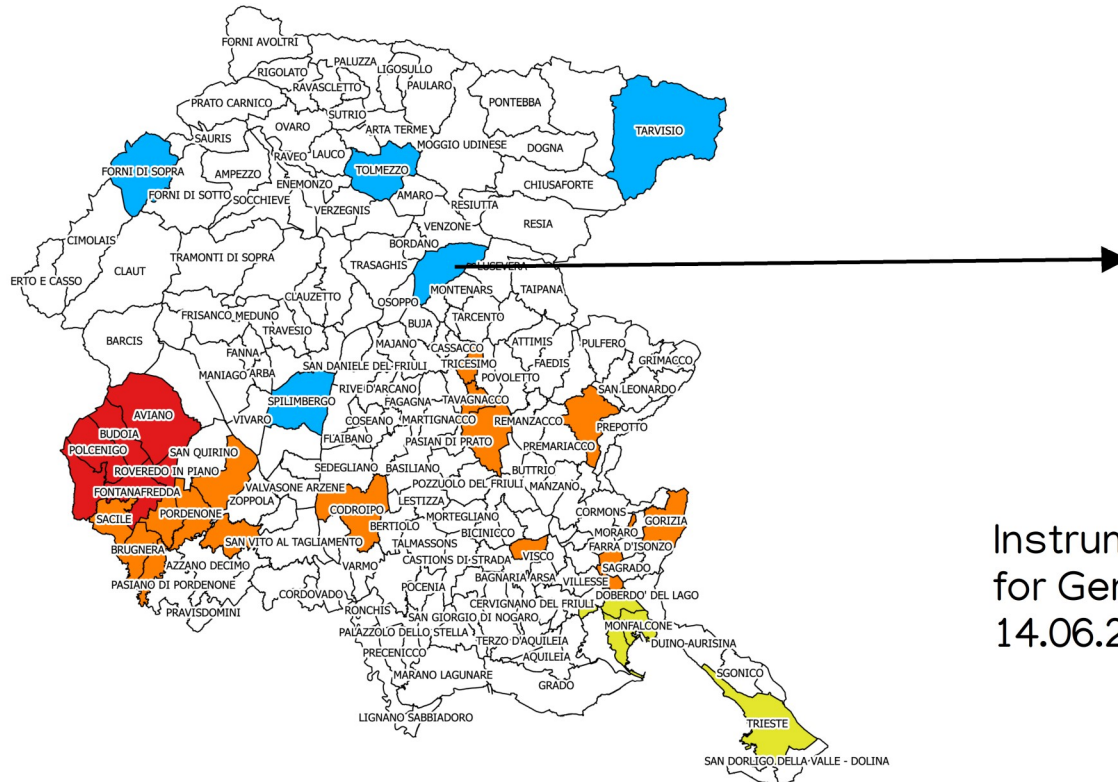 FORNI AVOLTRI
PALUZZA
LIGOSULLO
RIGOLATO
RAVASCLETTO
PAULARO
PRATO CARNICO
PONTEBBA
SUTRIO
OVARO
ARTA TERME
TARVISIO
SAURIS
MOGGIO UDINESE
DOGNA
RAVEO
LAUCO
FORNI DI SOPRA
AMPEZZO
TOLMEZZO
ENEMONZO
CHIUSAFORTE
FORNI DI SOTTO
SOCCHIEVE
AMARO
RESIUTTA
VERZEGNIS
VENZONE
RESIA
CIMOLAIS
BORDANO
TRAMONTI DI SOPRA
TRASAGHIS
LUSEVERA
CLAUT
ERTO E CASSO
MONTENARS
TAIPANA
CLAUZETTO
OSOPPO
FRISANCO
MEDUNO
TARCENTO
BUJA
TRAVESIO
BARCIS
MAJANO
ATTIMIS
PULFERO
CASSACCO
FANNA
GRIMACCO
TRICESIMO
SAN DANIELE DEL FRIULI
FAEDIS
MANIAGO
ARBA
POVOLETTO
RIVE D'ARCANO
SAN LEONARDO
SPILIMBERGO
FAGAGNA
TAVAGNACCO
AVIANO
VIVARO
COSEANO
MARTIGNACCO
REMANZACCO
PREPOTTO
BUDOIA
FLAIBANO
PASIAN DI PRATO
PREMARIACCO
POLCENIGO
SAN QUIRINO
ROVEREDO IN PIANO
SEDEGLIANO
BASILIANO
BUTTRIO
POZZUOLO DEL FRIULI
MANZANO
FONTANAFREDDA
VALVASONE ARZENE
ZOPPOLA
LESTIZZA
CODROIPO
CORMONS
SACILE
PORDENONE
MORTEGLIANO
GORIZIA
BERTIOLO
BICINICCO
MORARO
SAN VITO AL TAGLIAMENTO
TALMASSONS
FARRA D'ISONZO
BRUGNERA
VISCO
CASTIONS DI STRADA
AZZANO DECIMO
VARMO
SAGRADO
BAGNARIA ARSA
VILLESSE
PASIANO DI PORDENONE
POCENIA
CORDOVADO
DOBERDO' DEL LAGO
CERVIGNANO DEL FRIULI
PRAVISDOMINI
RONCHIS
SAN GIORGIO DI NOGARO
MONFALCONE
PALAZZOLO DELLO STELLA
TERZO D'AQUILEIA
DUINO-AURISINA
PRECENICCO
AQUILEIA
MARANO LAGUNARE
SGONICO
GRADO
LIGNANO SABBIADORO
TRIESTE
SAN DORLIGO DELLA VALLE - DOLINA
Instrun
for Ger
14.06.2